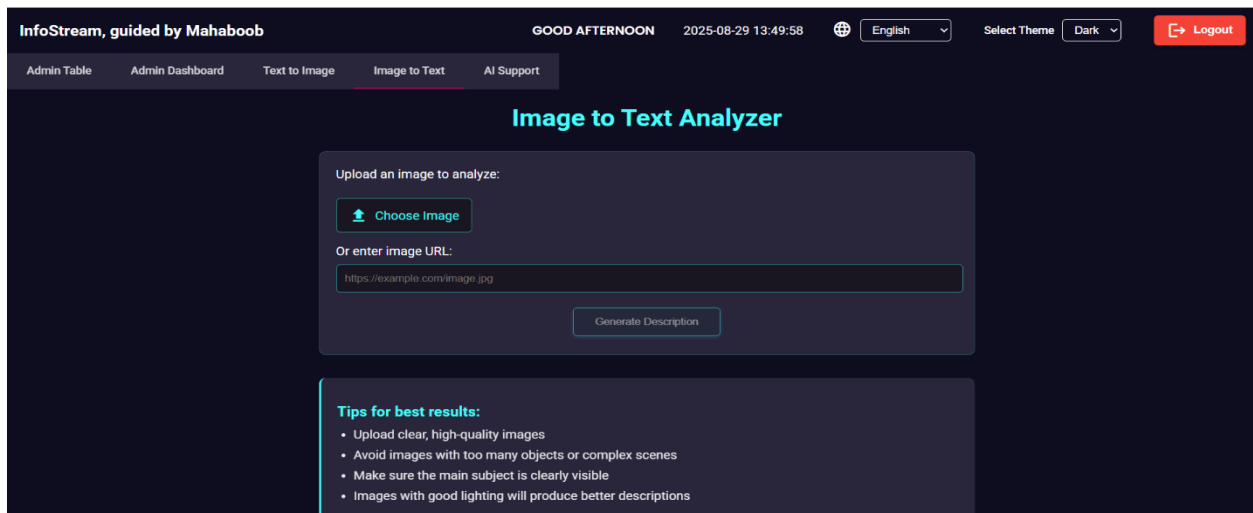 InfoStream, guided by Mahaboob GOOD AFTERNOON 2025-08-29 13:49:58 English Select Theme Dark Logout
Admin Table Admin Dashboard Text to Image Image to Text AI Support
Image to Text Analyzer
Upload an image to analyze:
Choose Image
Or enter image URL:
https://example.com/image.jpg
Generate Description
Tips for best results:
• Upload clear, high-quality images
• Avoid images with too many objects or complex scenes
• Make sure the main subject is clearly visible
• Images with good lighting will produce better descriptions